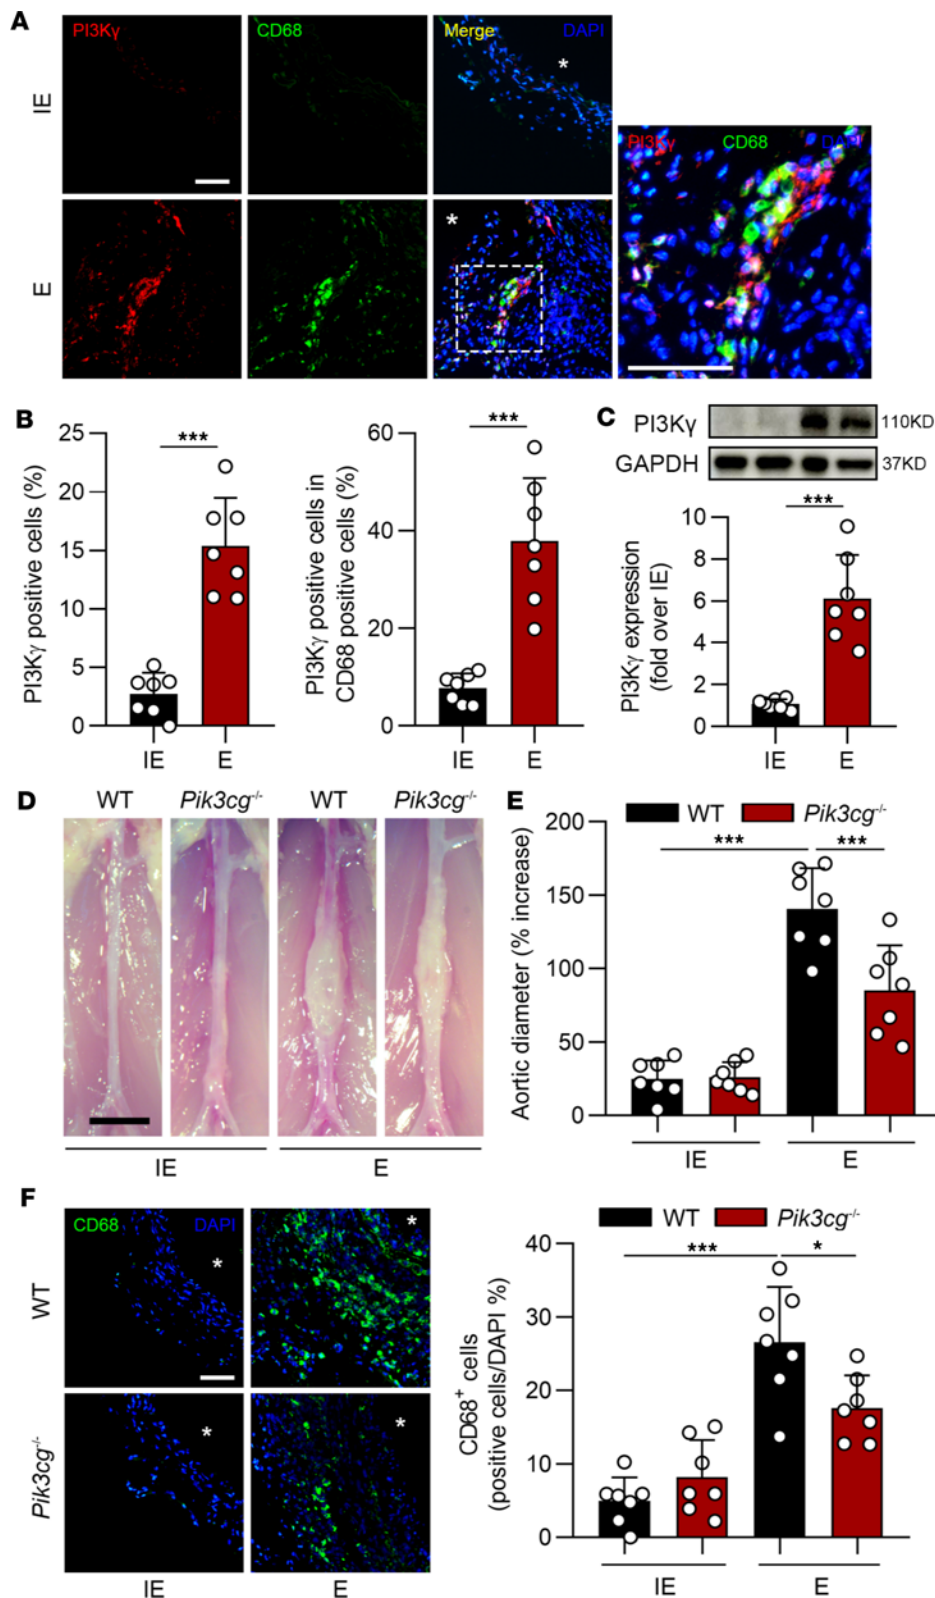 A
PI3Kγ
CD68
Merge
DAPI
IE
E
PI3Kγ
CD68
DAPI
B
25
20
15
10
5
0
PI3Kγ positive cells (%)
***
IE
E
60
40
20
0
PI3Kγ positive cells in
CD68 positive cells (%)
***
IE
E
C
PI3Kγ
110KD
GAPDH
37KD
10
8
6
4
2
0
PI3Kγ expression
(fold over IE)
***
IE
E
D
WT
Pik3cg-/-
WT
Pik3cg-/-
IE
E
E
WT
Pik3cg-/-
200
150
100
50
0
Aortic diameter (% increase)
***
***
IE
E
F
CD68
DAPI
WT
Pik3cg-/-
IE
E
WT
Pik3cg-/-
40
30
20
10
0
CD68+ cells
(positive cells/DAPI %)
***
*
IE
E